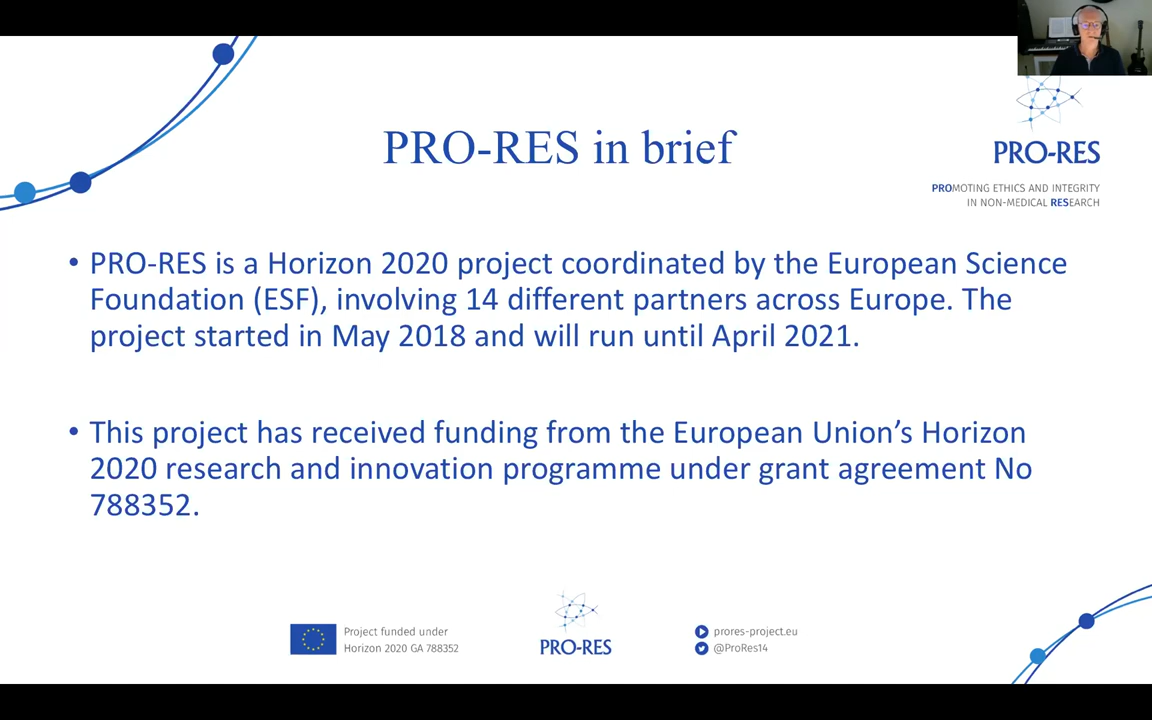 PRO-RES in brief
PRO-RES
PROMOTING ETHICS AND INTEGRITY
IN NON-MEDICAL RESEARCH
• PRO-RES is a Horizon 2020 project coordinated by the European Science
Foundation (ESF), involving 14 different partners across Europe. The
project started in May 2018 and will run until April 2021.
• This project has received funding from the European Union’s Horizon
2020 research and innovation programme under grant agreement No
788352.
Project funded under
Horizon 2020 GA 788352
PRO-RES
prores-project.eu
@ProRes14